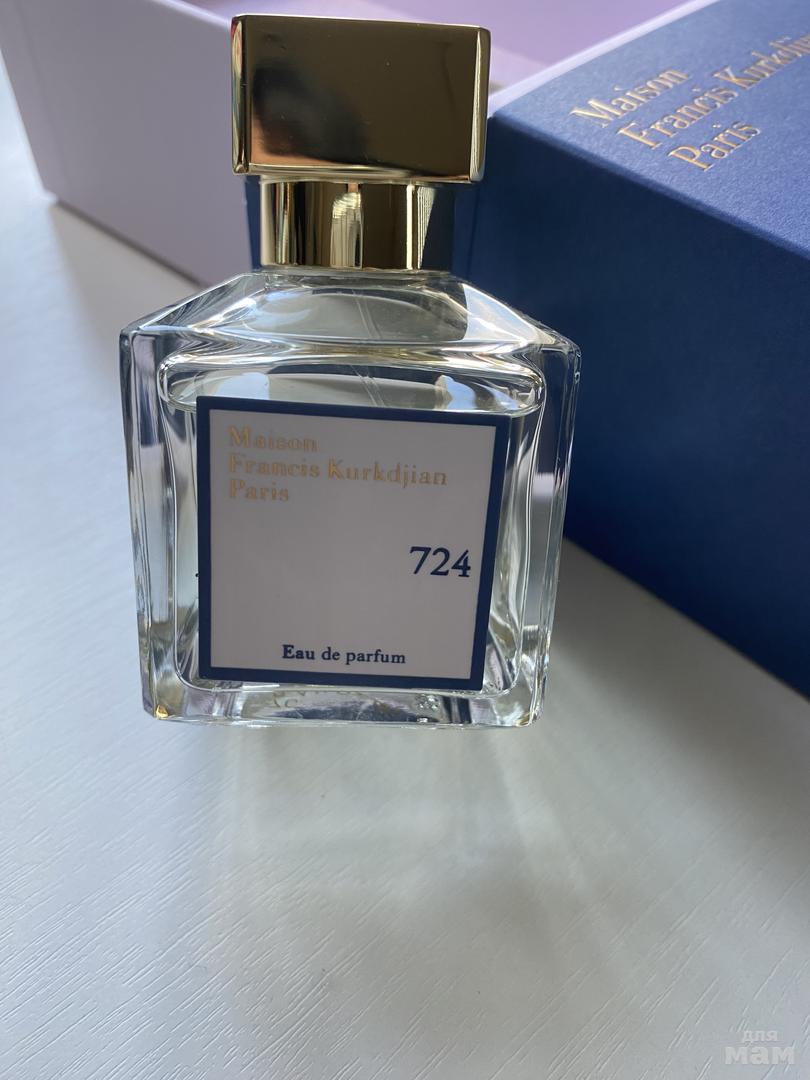 Maison
Francis Kurkdjian
Paris
Maison
Francis Kurkdjian
Paris
724
Eau de parfum
для
мам